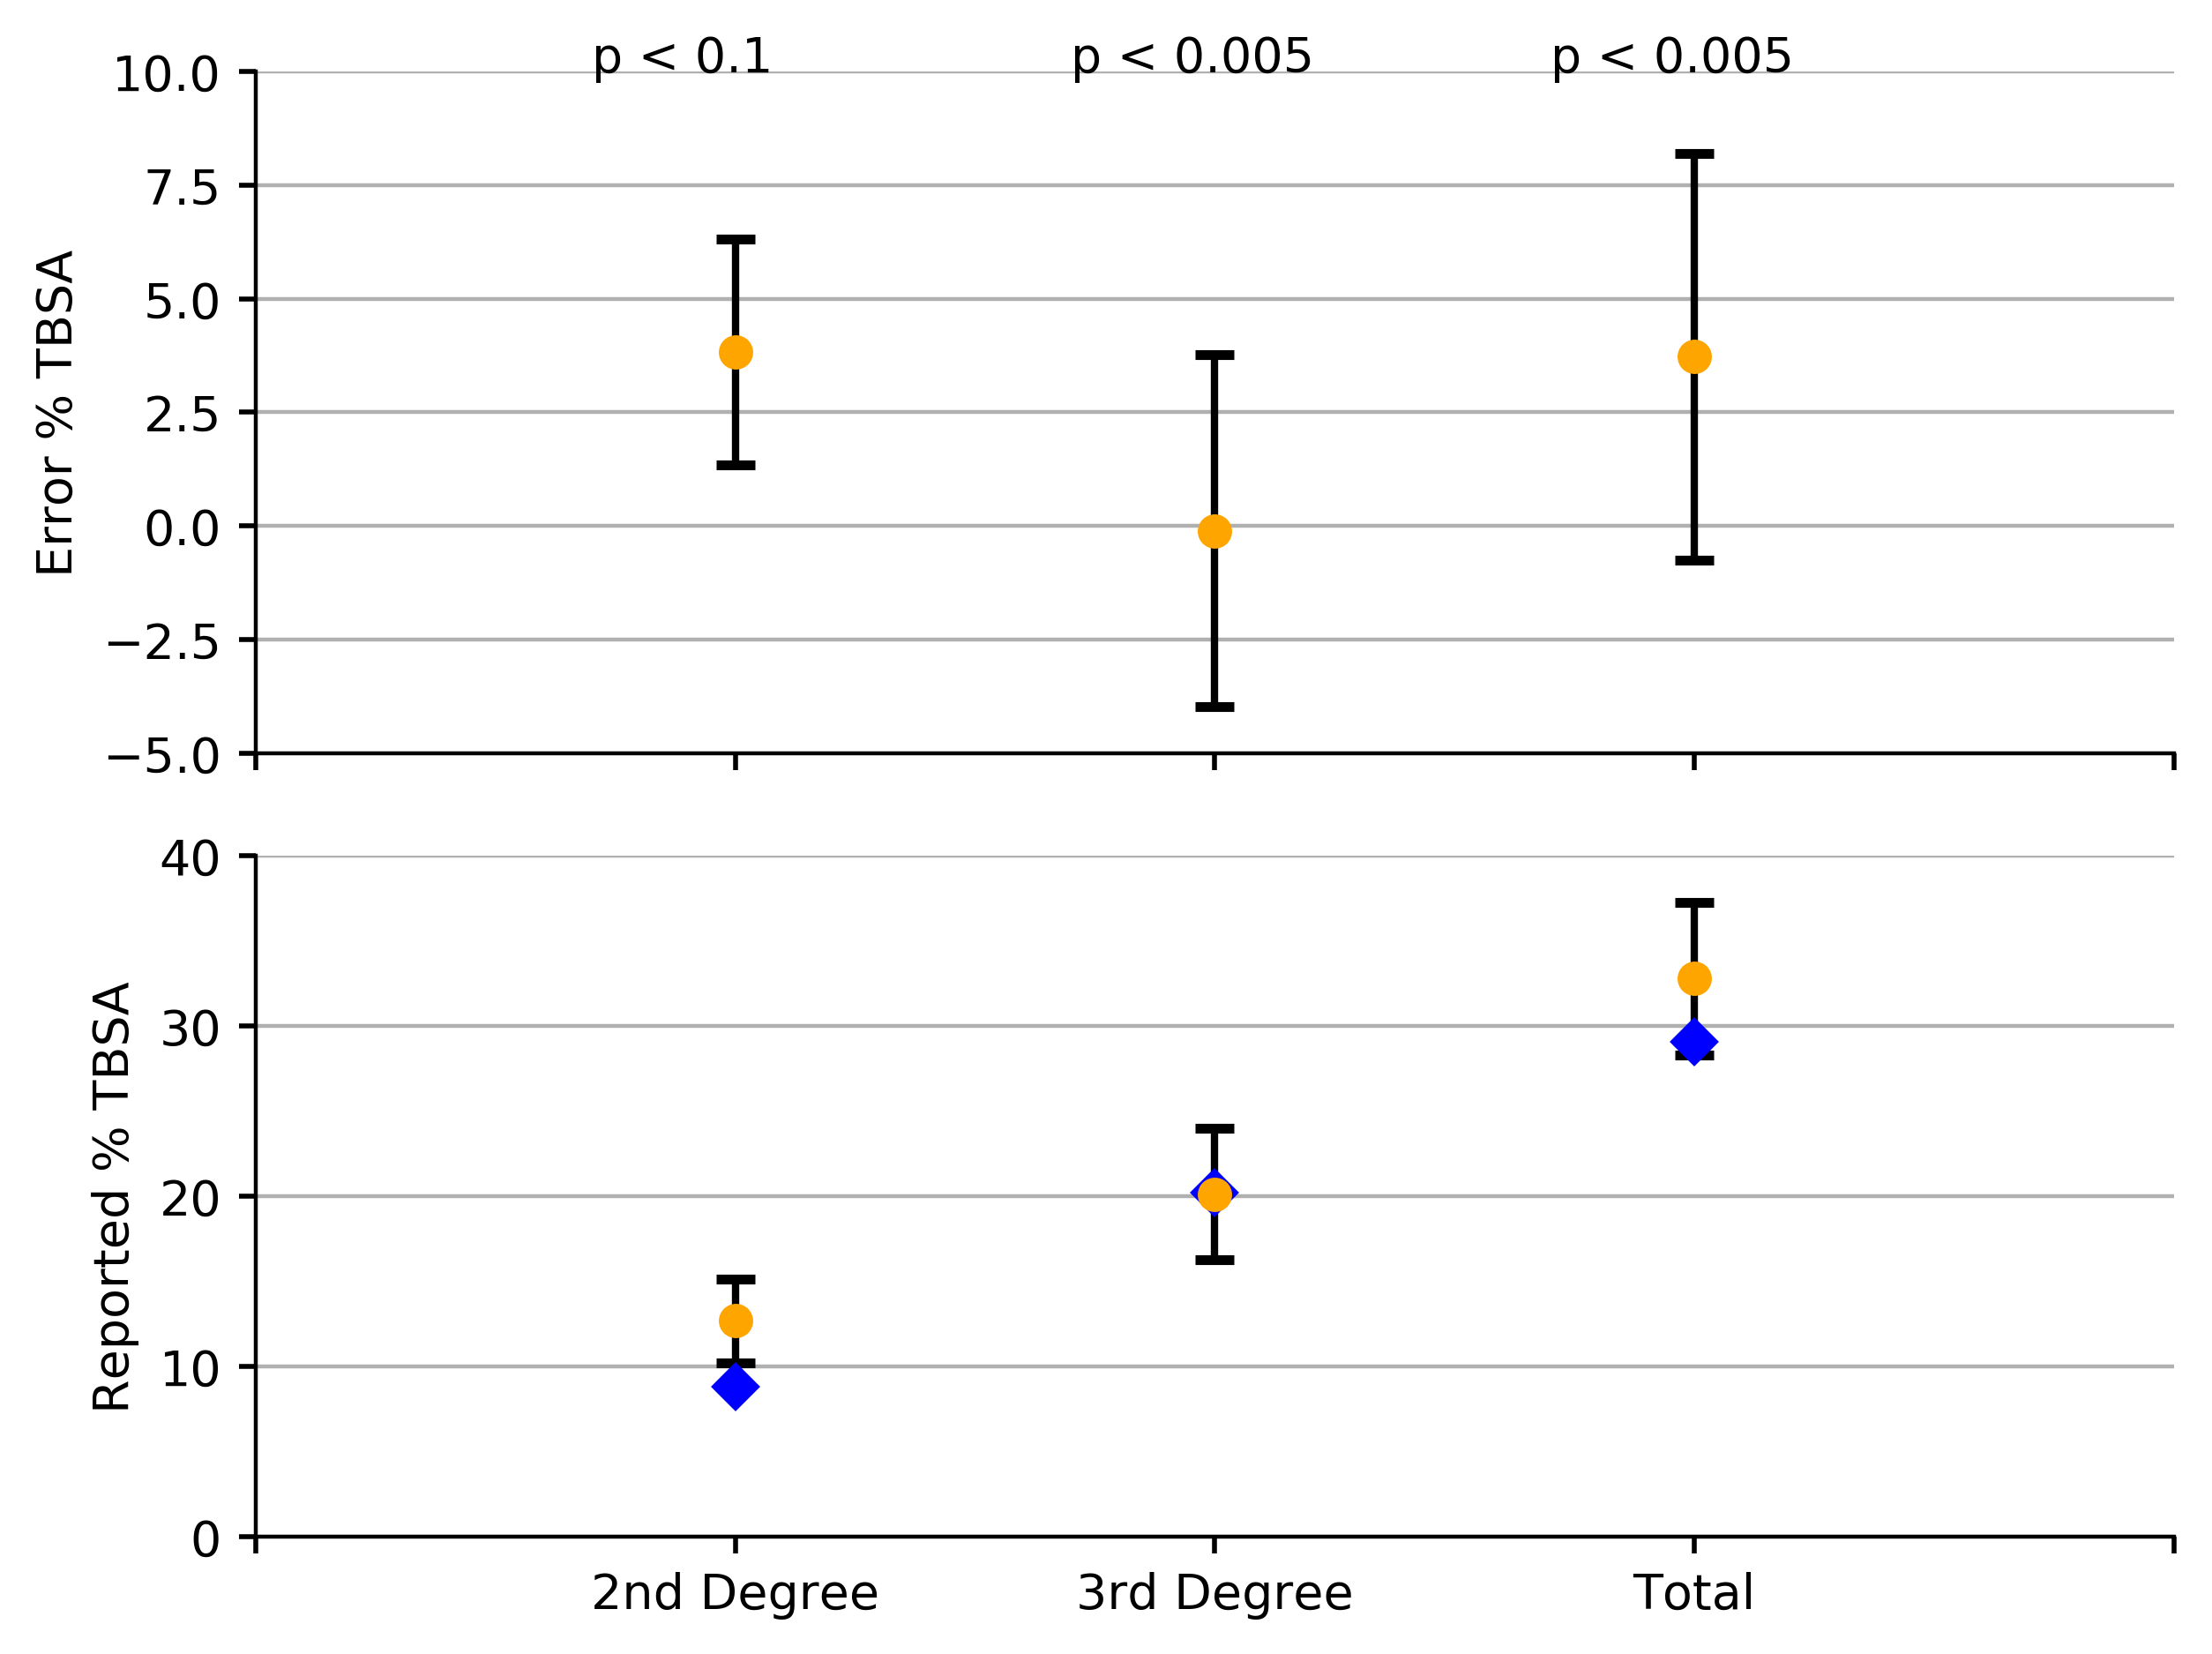 p < 0.1
p < 0.005
p < 0.005
10.0
7.5
5.0
2.5
0.0
−2.5
−5.0
Error % TBSA
40
30
20
10
0
Reported % TBSA
2nd Degree
3rd Degree
Total